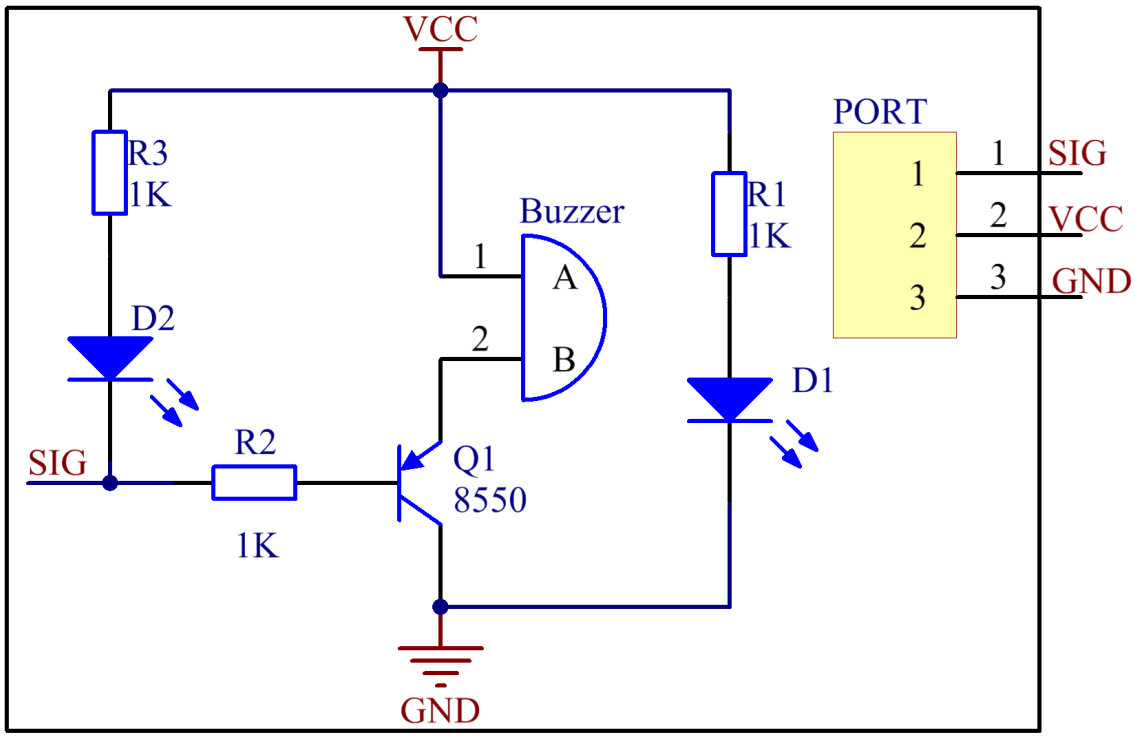 VCC
PORT
R3
1K
1
SIG
1
R1
1K
Buzzer
2
VCC
2
1
A
3
GND
3
D2
2
B
D1
R2
SIG
Q1
8550
1K
GND